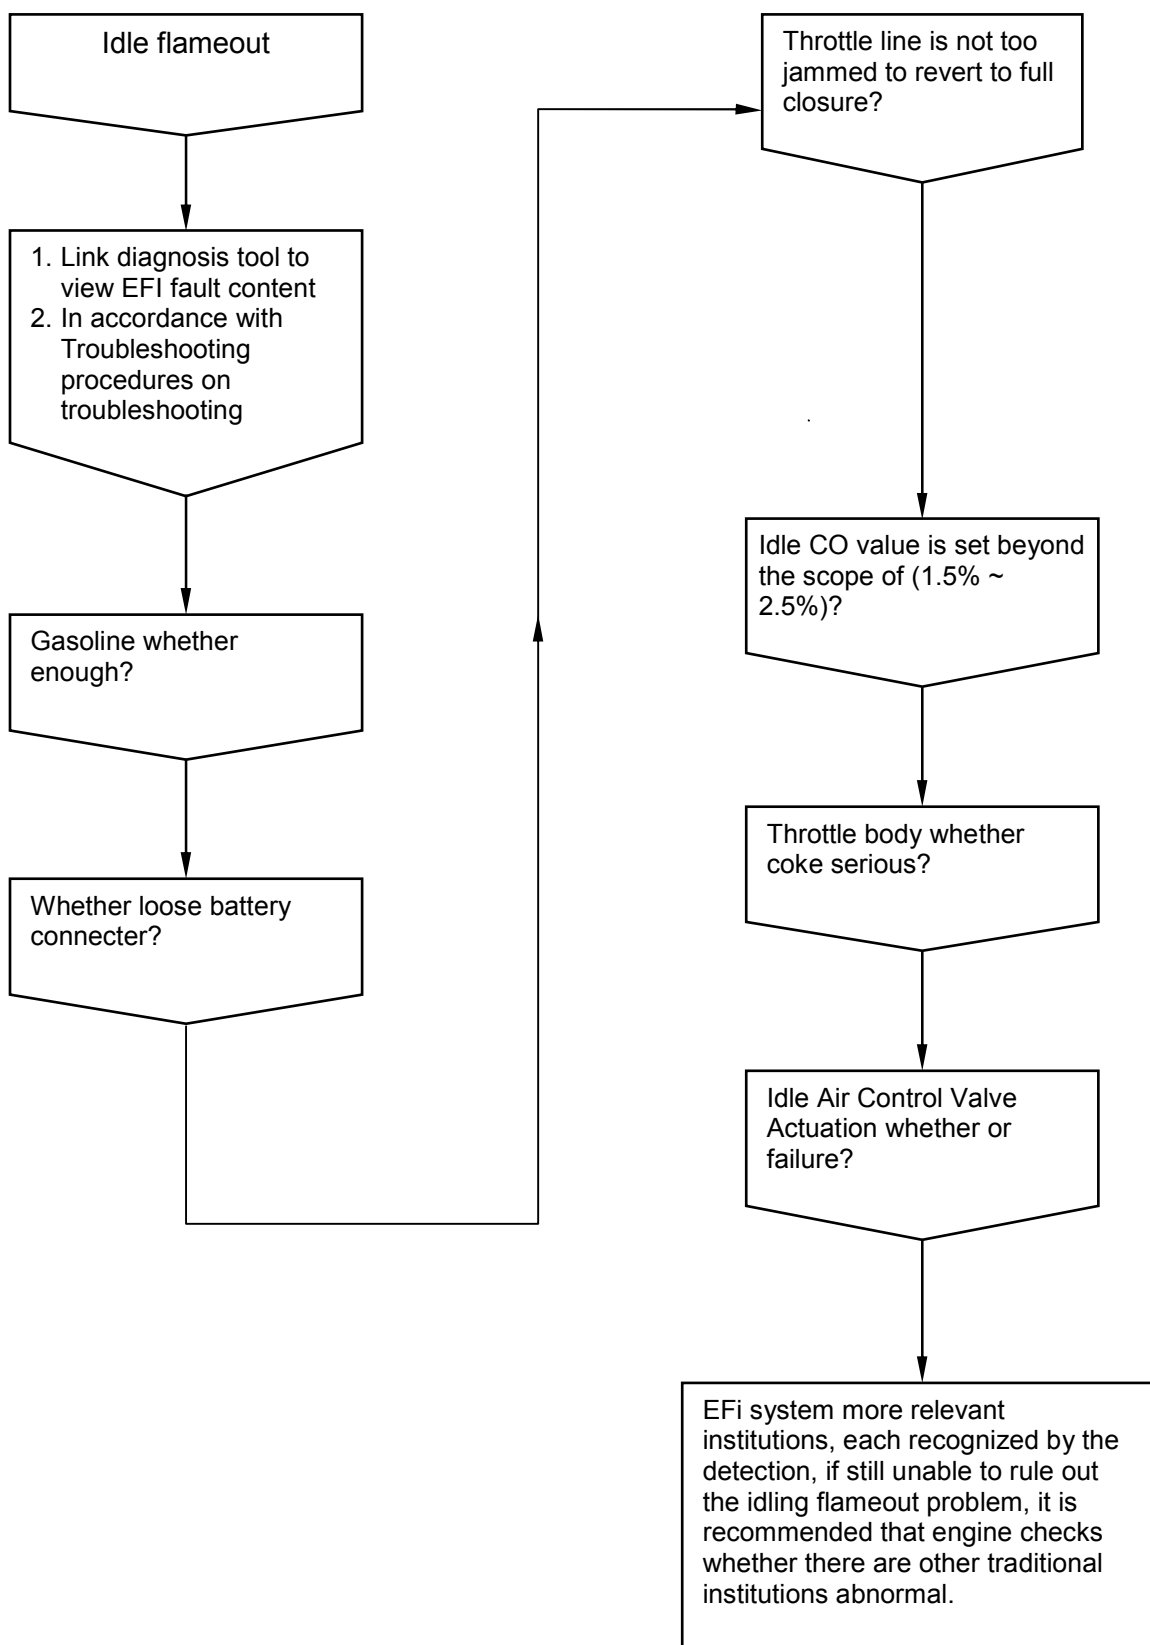 Idle flameout
1. Link diagnosis tool to
view EFI fault content
2. In accordance with
Troubleshooting
procedures on
troubleshooting
Gasoline whether
enough?
Whether loose battery
connecter?
Throttle line is not too
jammed to revert to full
closure?
Idle CO value is set beyond
the scope of (1.5% ~
2.5%)?
Throttle body whether
coke serious?
Idle Air Control Valve
Actuation whether or
failure?
EFi system more relevant
institutions, each recognized by the
detection, if still unable to rule out
the idling flameout problem, it is
recommended that engine checks
whether there are other traditional
institutions abnormal.